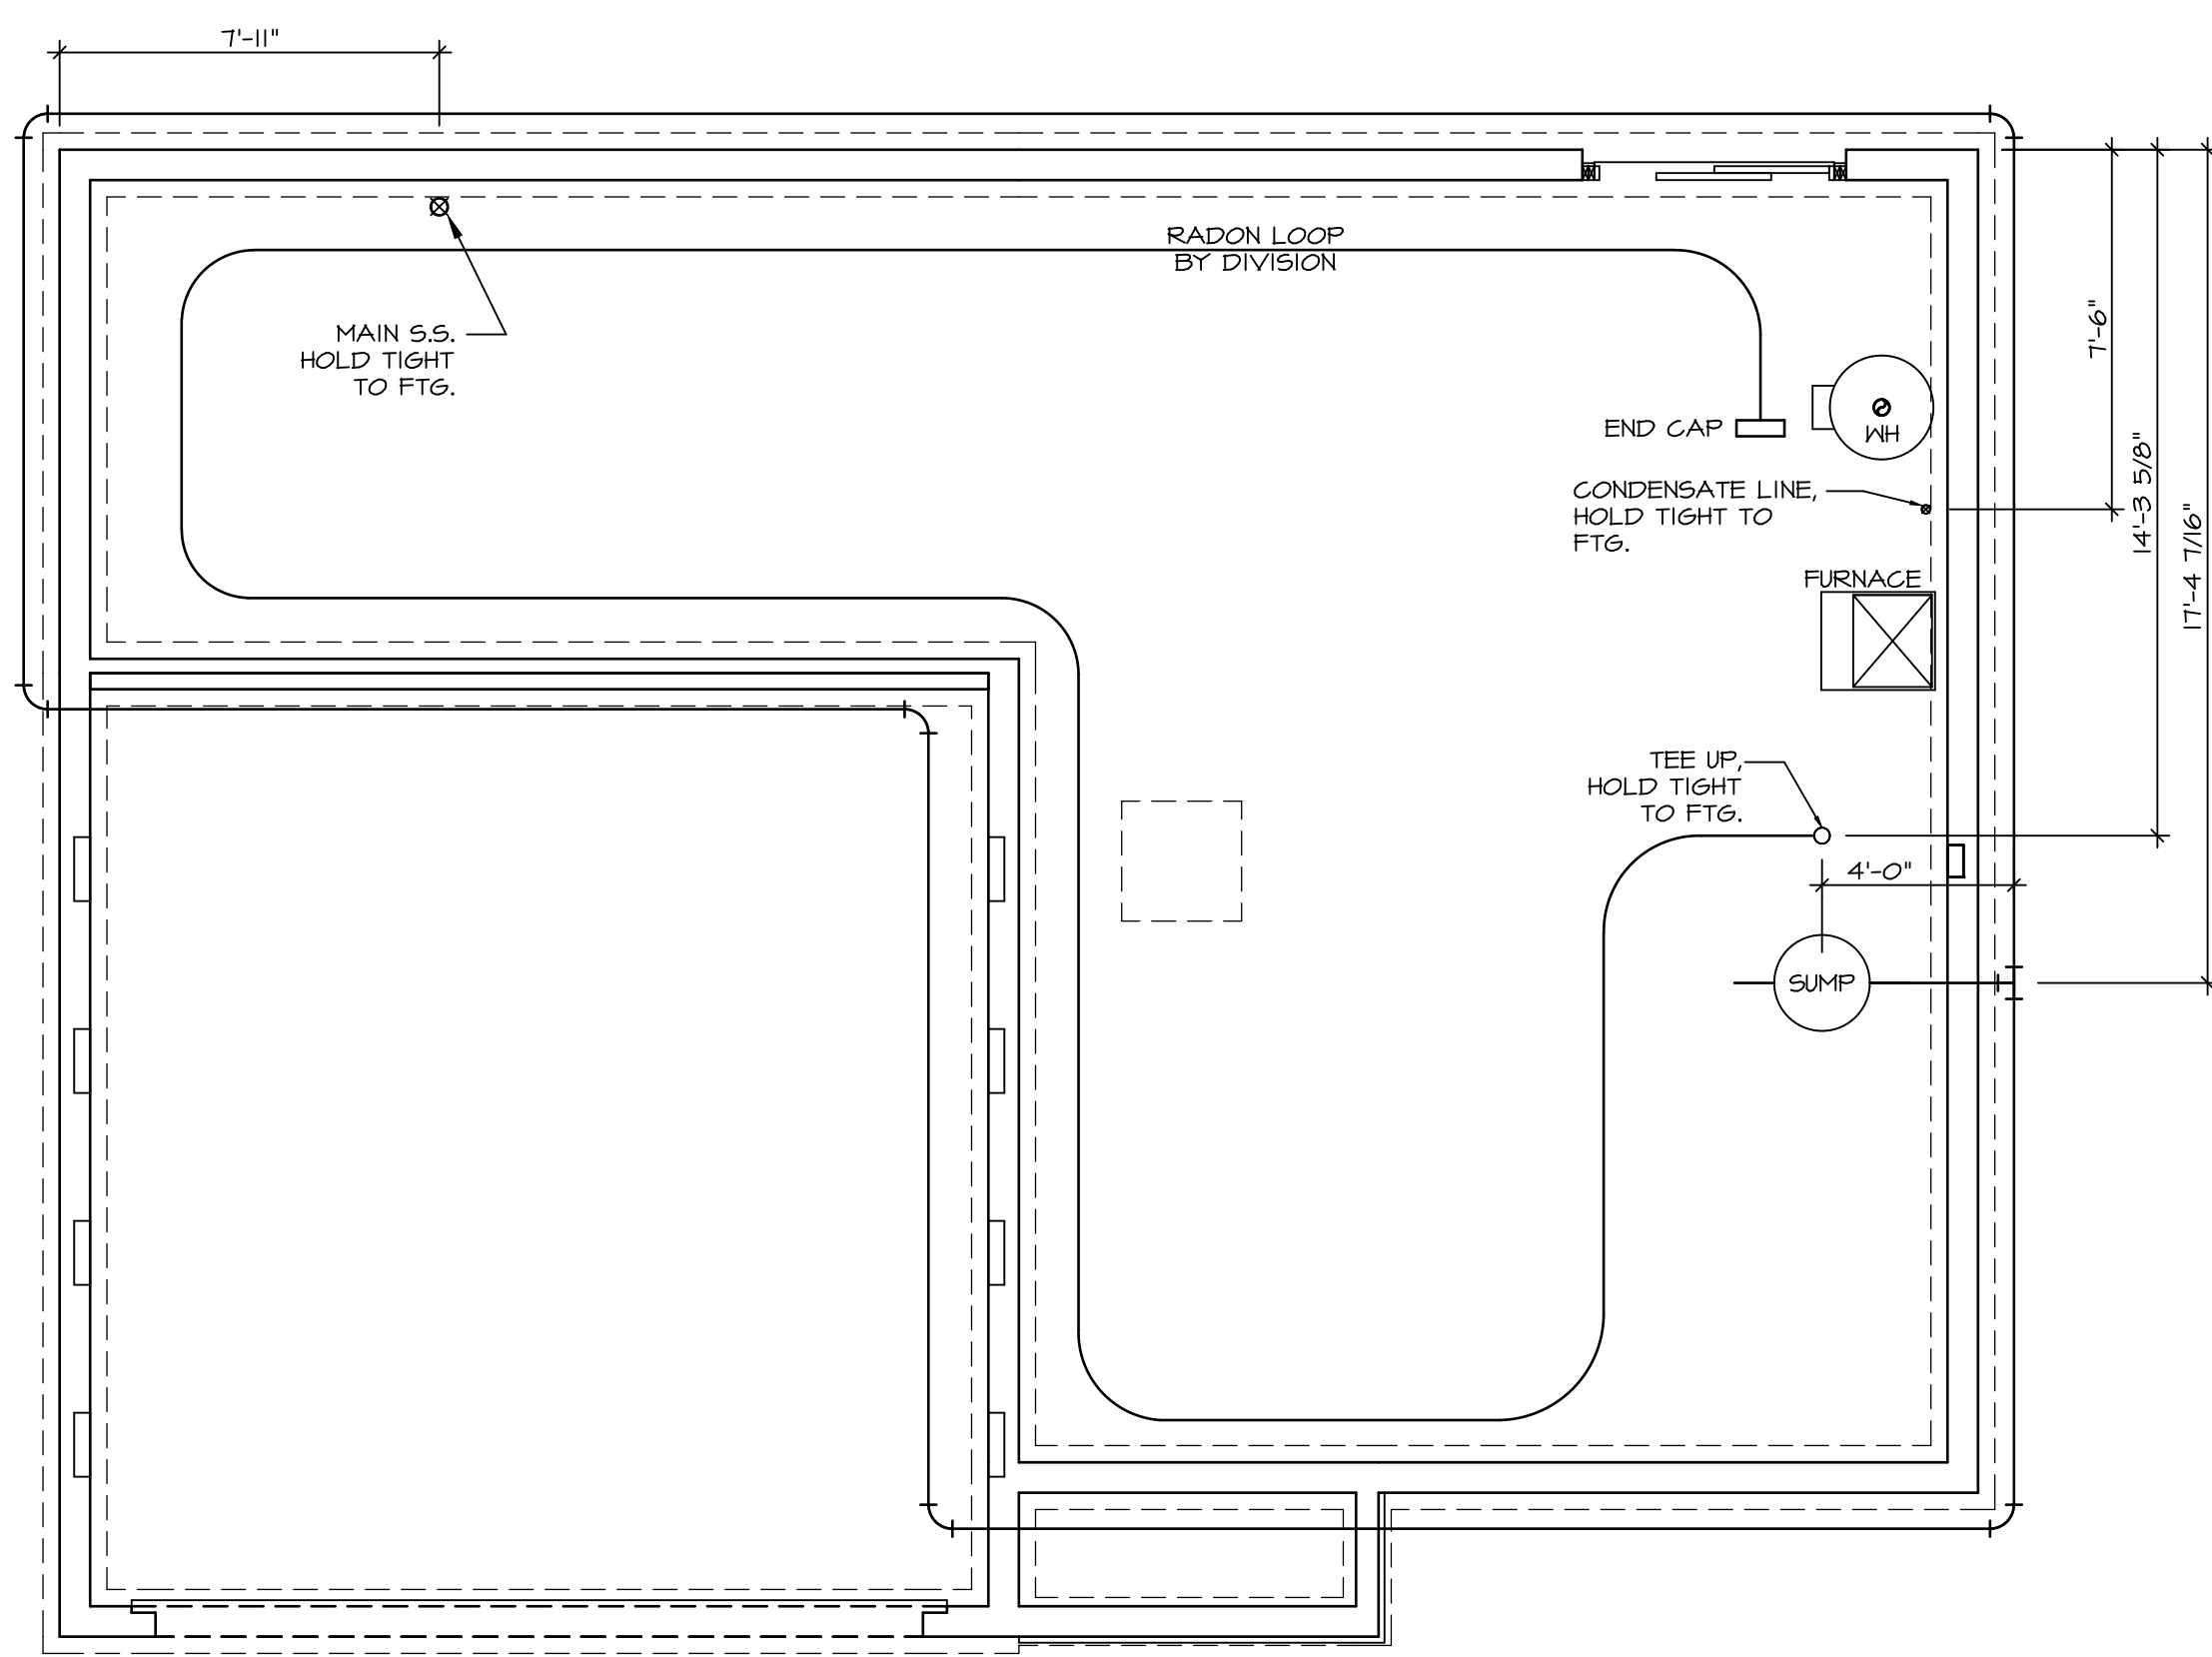 7'-11"
RADON LOOP
BY DIVISION
MAIN S.S.
HOLD TIGHT
TO FTG.
7'-6"
END CAP
WH
14'-3 5/8"
CONDENSATE LINE,
HOLD TIGHT TO
FTG.
17'-4 7/16"
FURNACE
TEE UP,
HOLD TIGHT
TO FTG.
4'-0"
SUMP